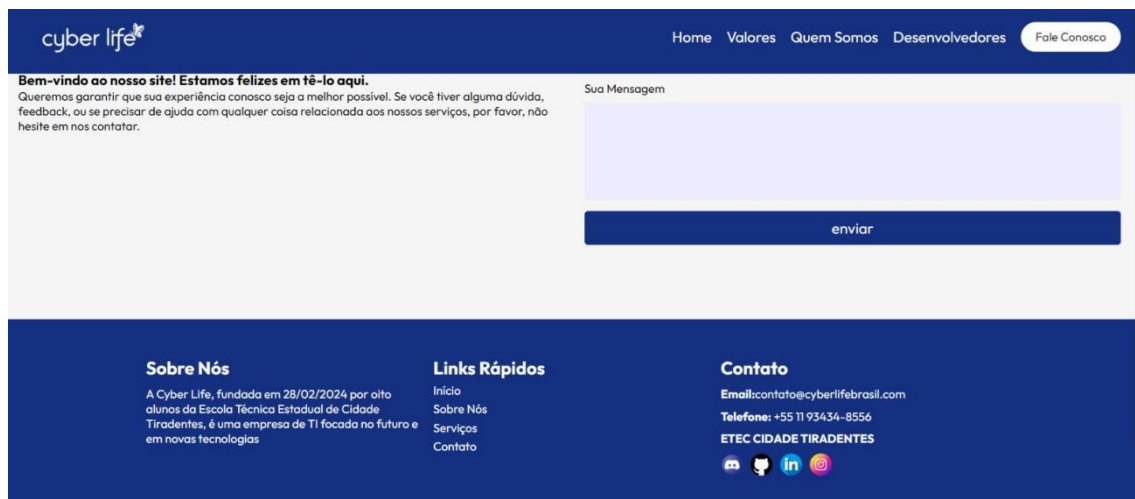 cyber life
Home Valores Quem Somos Desenvolvedores Fale Conosco
Bem-vindo ao nosso site! Estamos felizes em tê-lo aqui.
Queremos garantir que sua experiência conosco seja a melhor possível. Se você tiver alguma dúvida,
feedback, ou se precisar de ajuda com qualquer coisa relacionada aos nossos serviços, por favor, não
hesite em nos contatar.
Sua Mensagem
enviar
Sobre Nós
A Cyber Life, fundada em 28/02/2024 por oito
alunos da Escola Técnica Estadual de Cidade
Tiradentes, é uma empresa de TI focada no futuro e
em novas tecnologias
Links Rápidos
Início
Sobre Nós
Serviços
Contato
Contato
Email:contato@cyberlifebrasil.com
Telefone: +55 11 93434-8556
ETEC CIDADE TIRADENTES
in